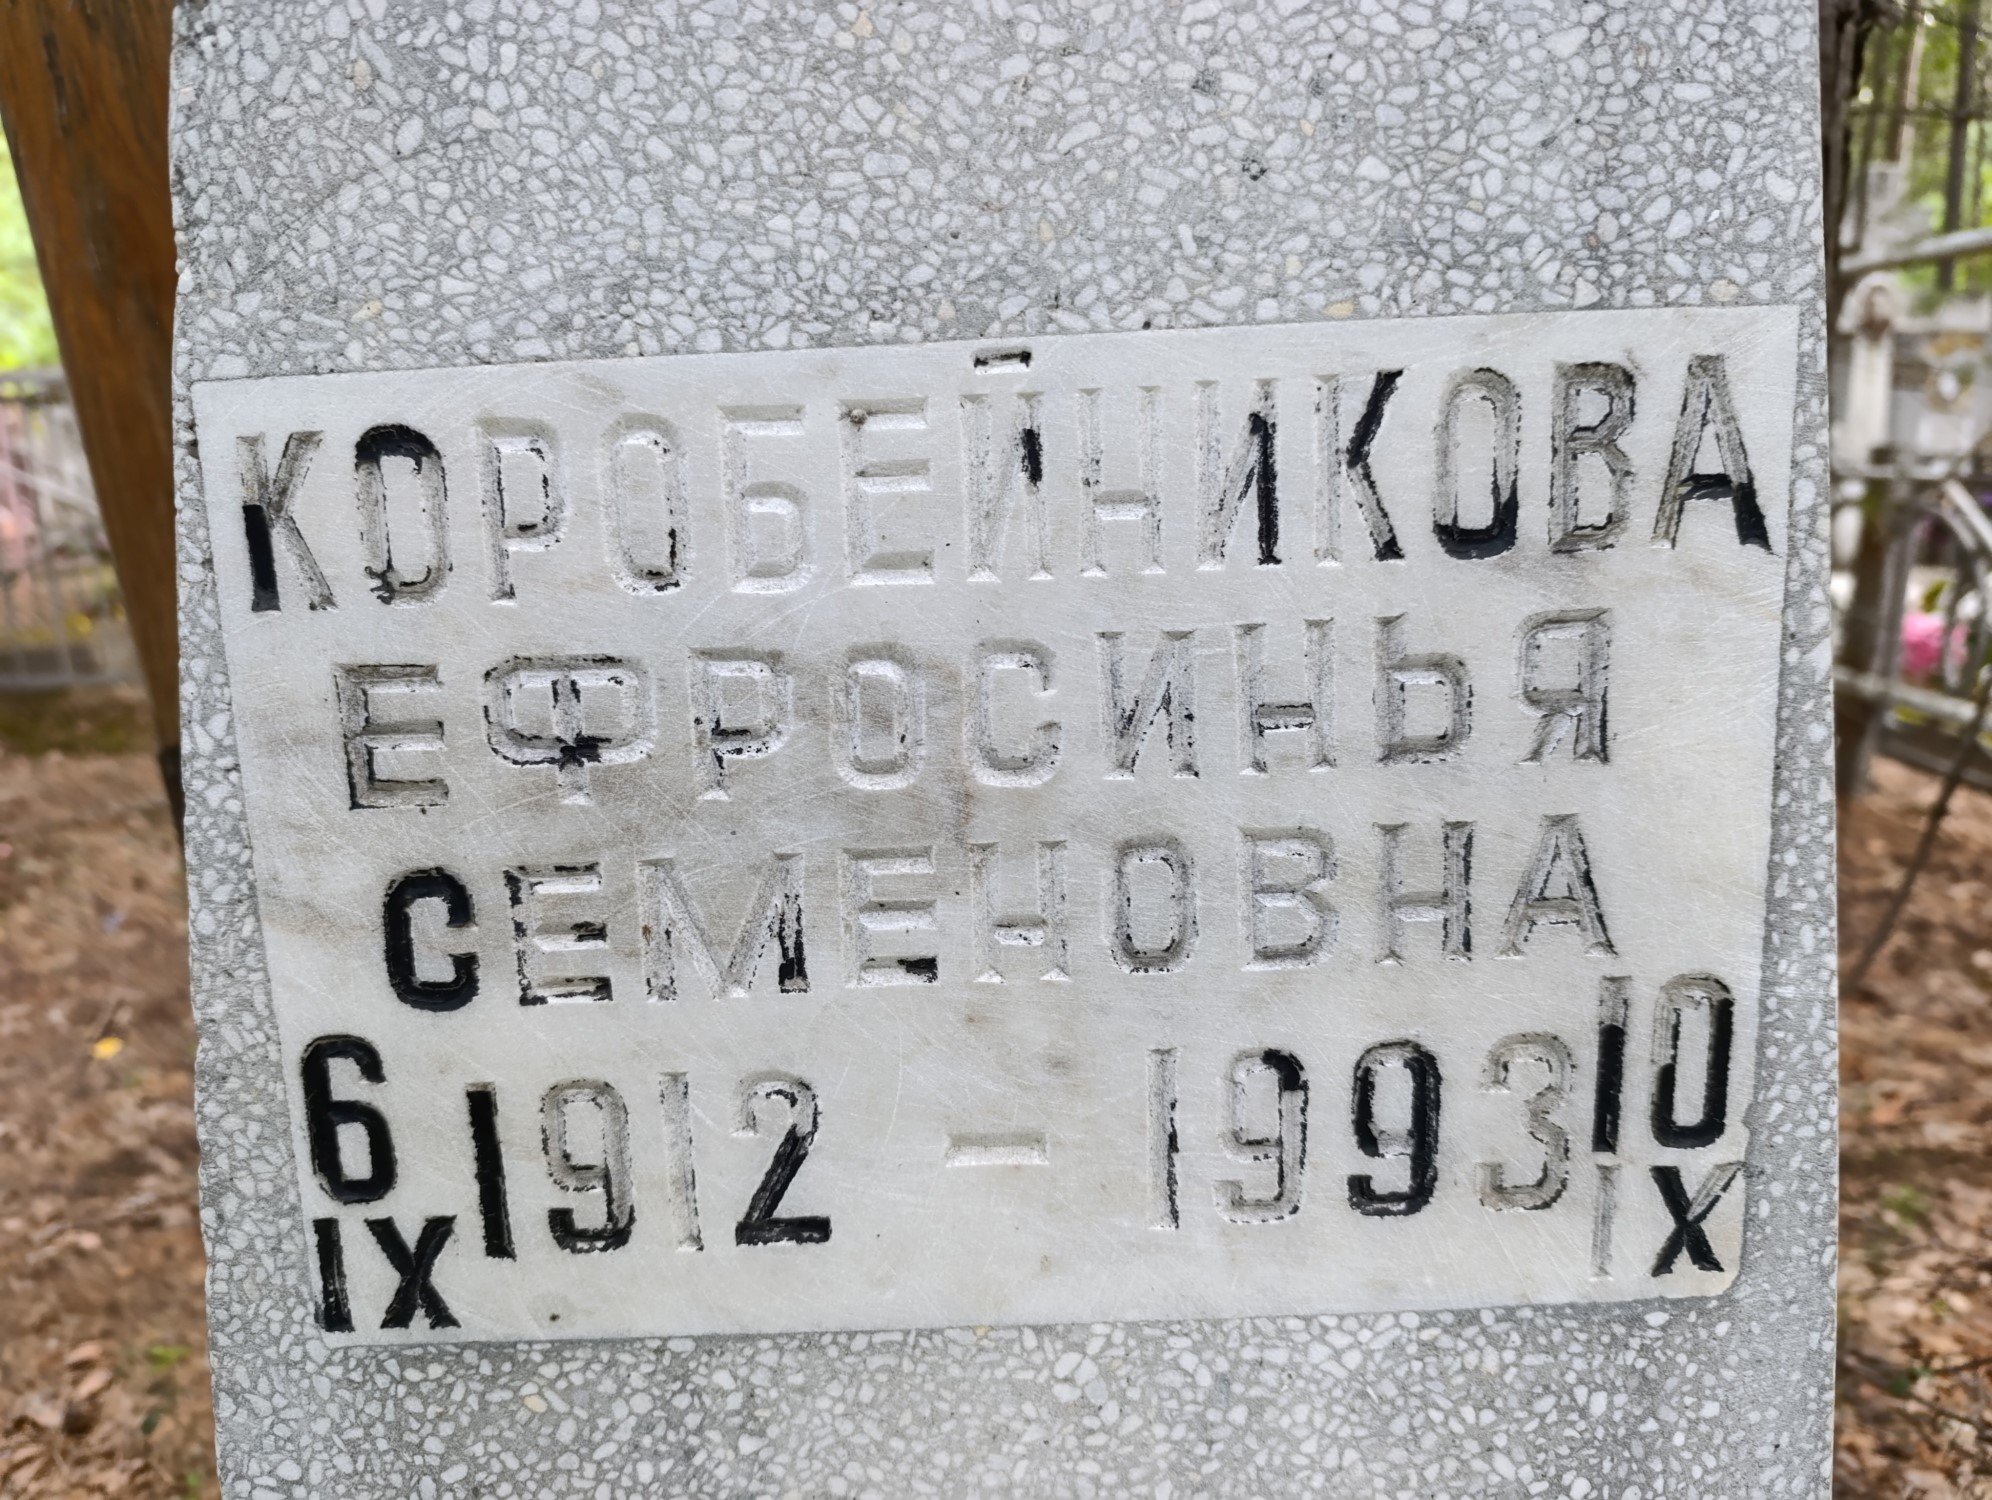 КОРОБЕЙНИКОВА
ЕФРОСИНЬЯ
СЕМЕНОВНА
6 1912 - 1993 10
IX IX